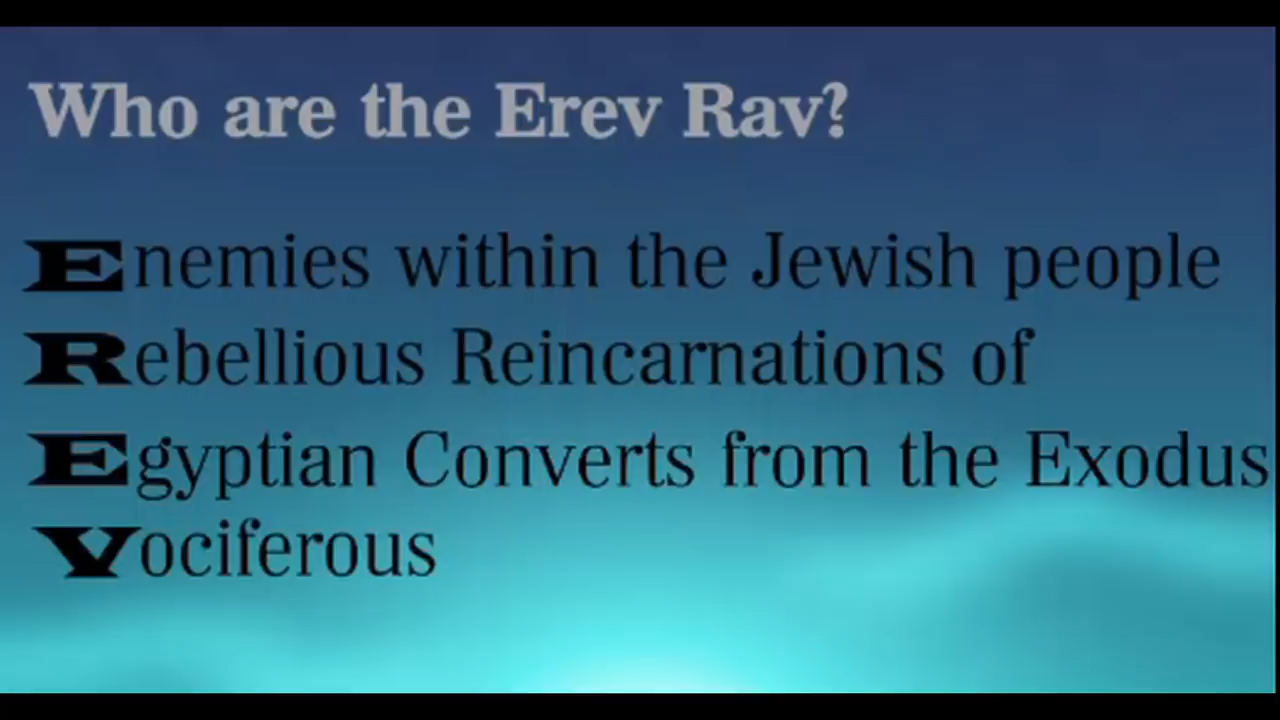 Who are the Erev Rav?
Enemies within the Jewish people
Rebellious Reincarnations of
Egyptian Converts from the Exodus
Vociferous